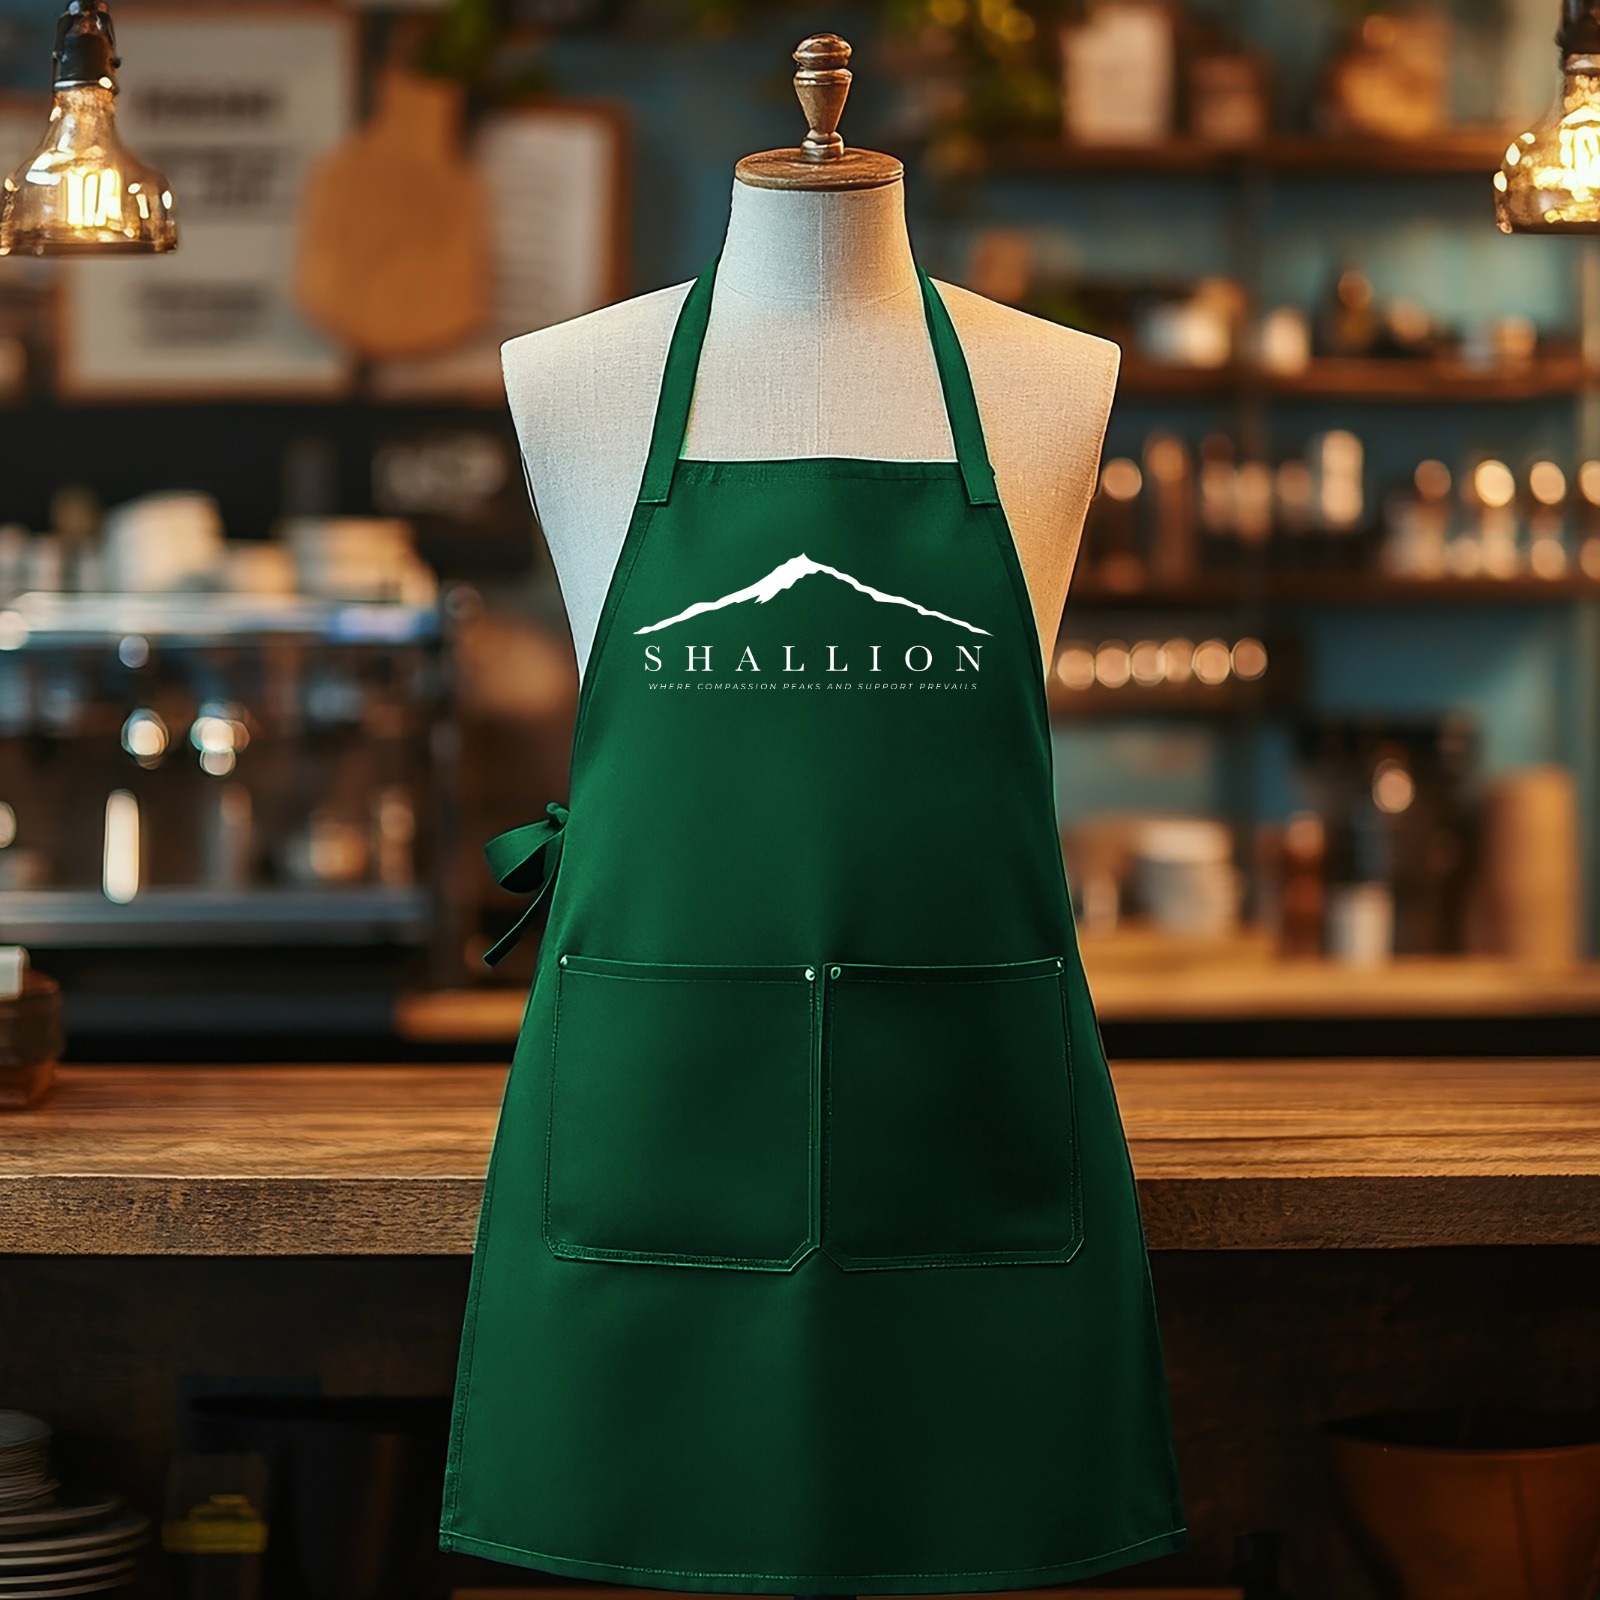 SHALLION
WHERE COMPASSION PEAKS AND SUPPORT PREVAILS